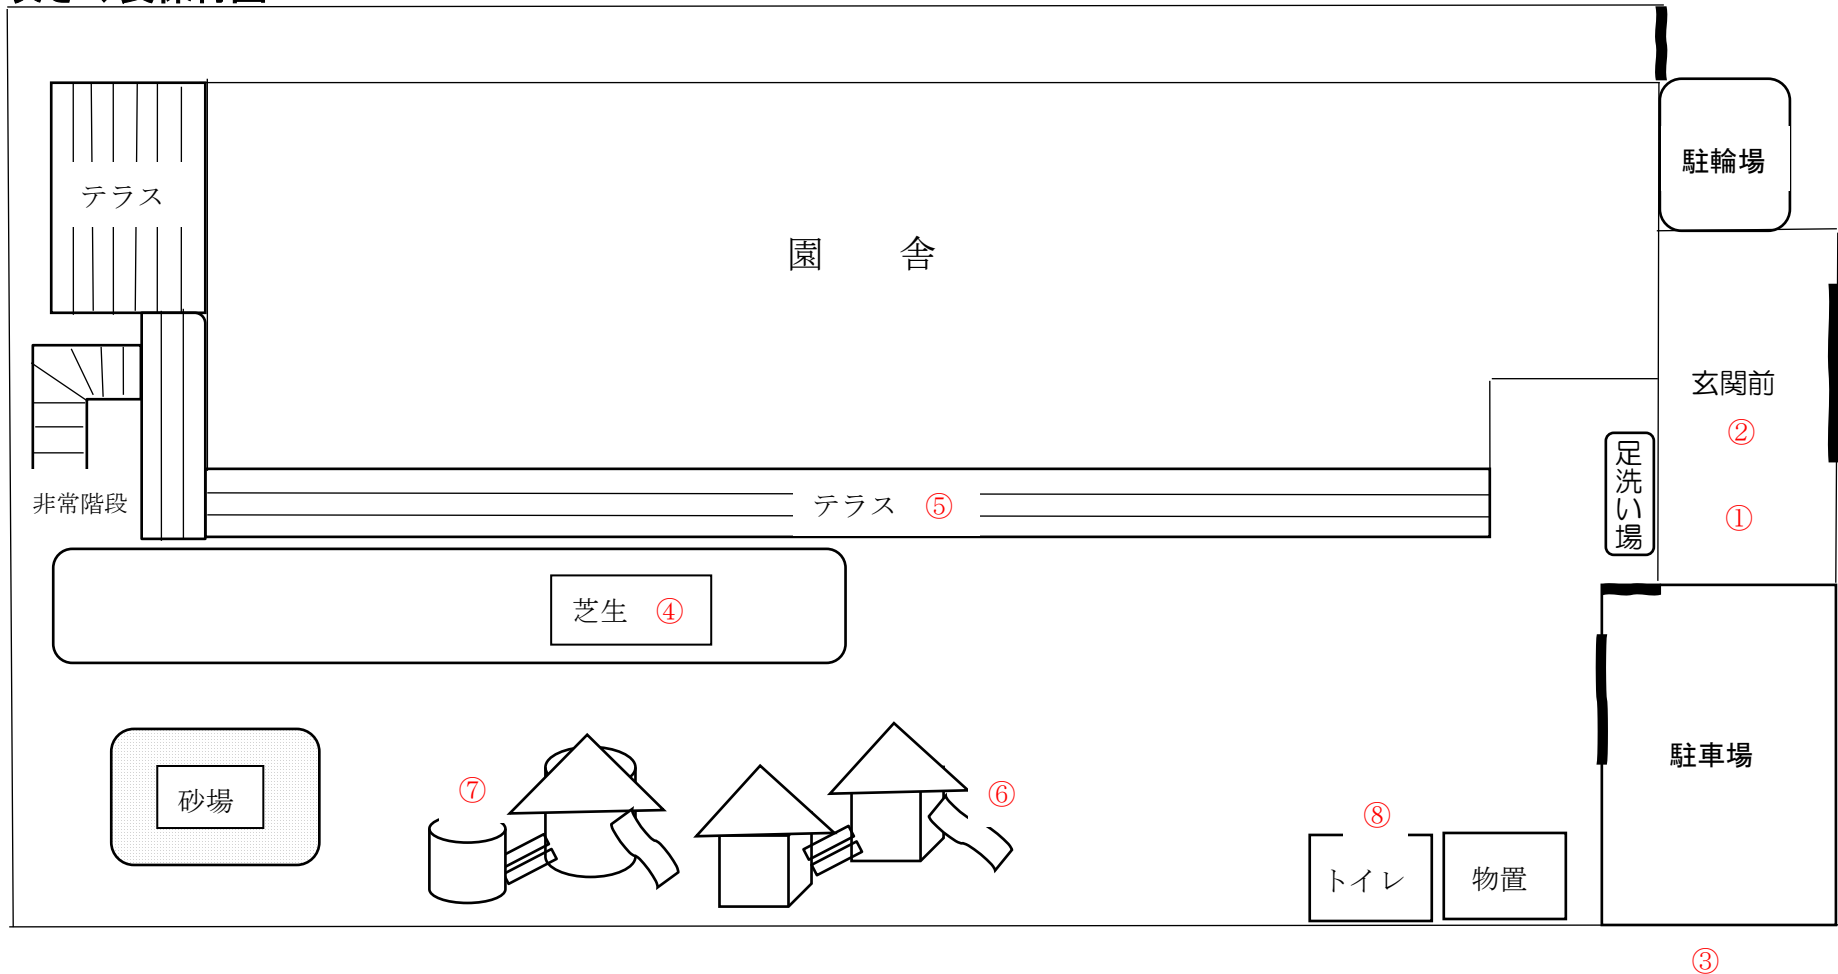 駐輪場
テラス
園 舎
玄関前
②
足洗い場
①
非常階段
テラス ⑤
芝生 ④
駐車場
砂場
⑦
⑥
⑧
トイレ
物置
③